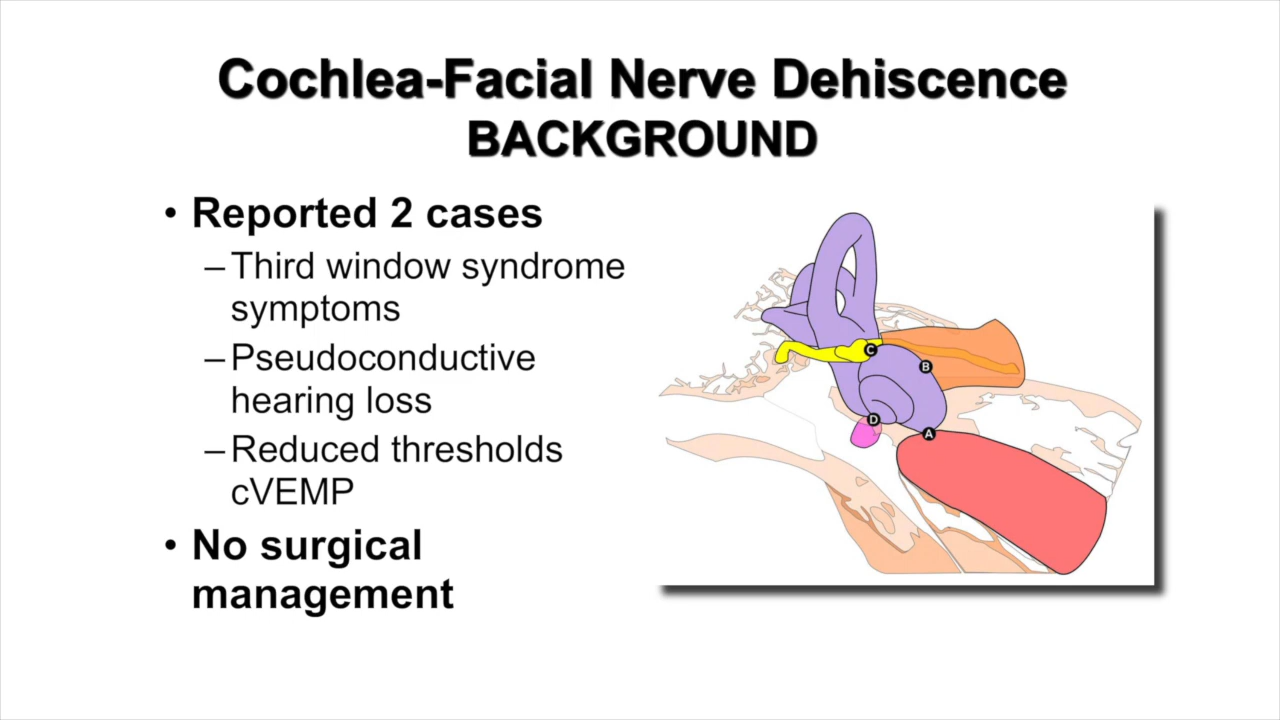 Cochlea-Facial Nerve Dehiscence
BACKGROUND
• Reported 2 cases
– Third window syndrome
symptoms
– Pseudoconductive
hearing loss
– Reduced thresholds
cVEMP
• No surgical
management
C
B
D
A